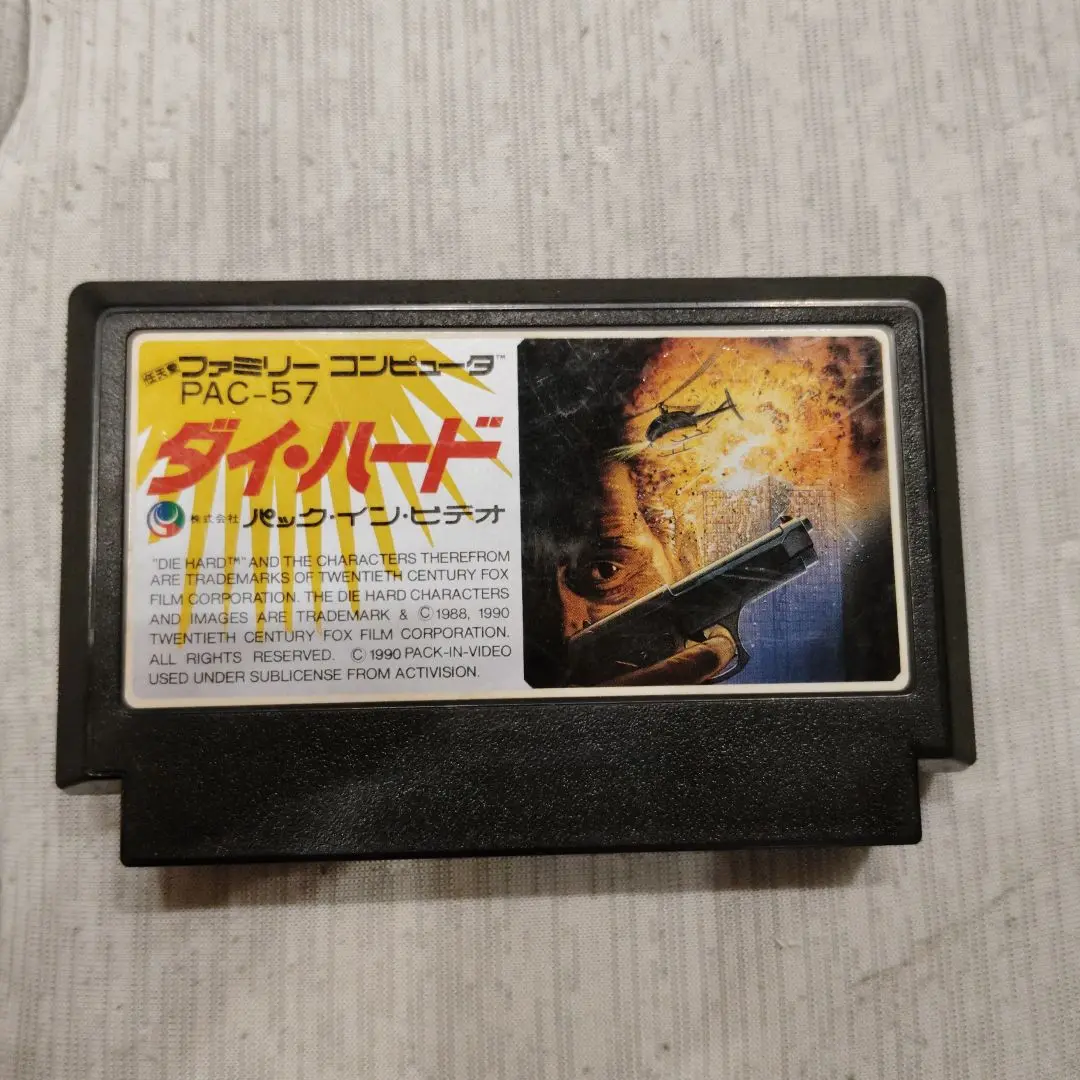 任天堂 ファミリー コンピュータ™
PAC-57
ダイ・ハード
株式会社 パック・イン・ビデオ
"DIE HARD™" AND THE CHARACTERS THEREFROM
ARE TRADEMARKS OF TWENTIETH CENTURY FOX
FILM CORPORATION. THE DIE HARD CHARACTERS
AND IMAGES ARE TRADEMARK & © 1988, 1990
TWENTIETH CENTURY FOX FILM CORPORATION.
ALL RIGHTS RESERVED. © 1990 PACK-IN-VIDEO
USED UNDER SUBLICENSE FROM ACTIVISION.